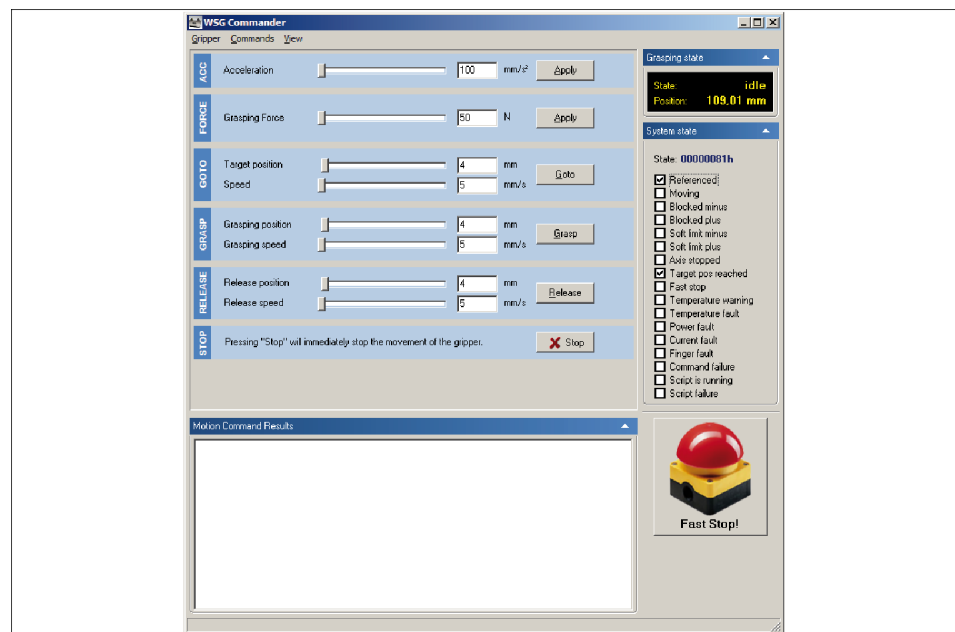 WSG Commander
Gripper Commands View
ACC
Acceleration 100 mm/s² Apply
FORCE
Grasping Force 50 N Apply
GOTO
Target position 4 mm
Speed 5 mm/s
Goto
GRASP
Grasping position 4 mm
Grasping speed 5 mm/s
Grasp
RELEASE
Release position 4 mm
Release speed 5 mm/s
Release
STOP
Pressing "Stop" will immediately stop the movement of the gripper. Stop
Motion Command Results
Grasping state
State: idle
Position: 109,01 mm
System state
State: 00000081h
Referenced
Moving
Blocked minus
Blocked plus
Soft limit minus
Soft limit plus
Axis stopped
Target pos reached
Fast stop
Temperature warning
Temperature fault
Power fault
Current fault
Finger fault
Command failure
Script is running
Script failure
Fast Stop!